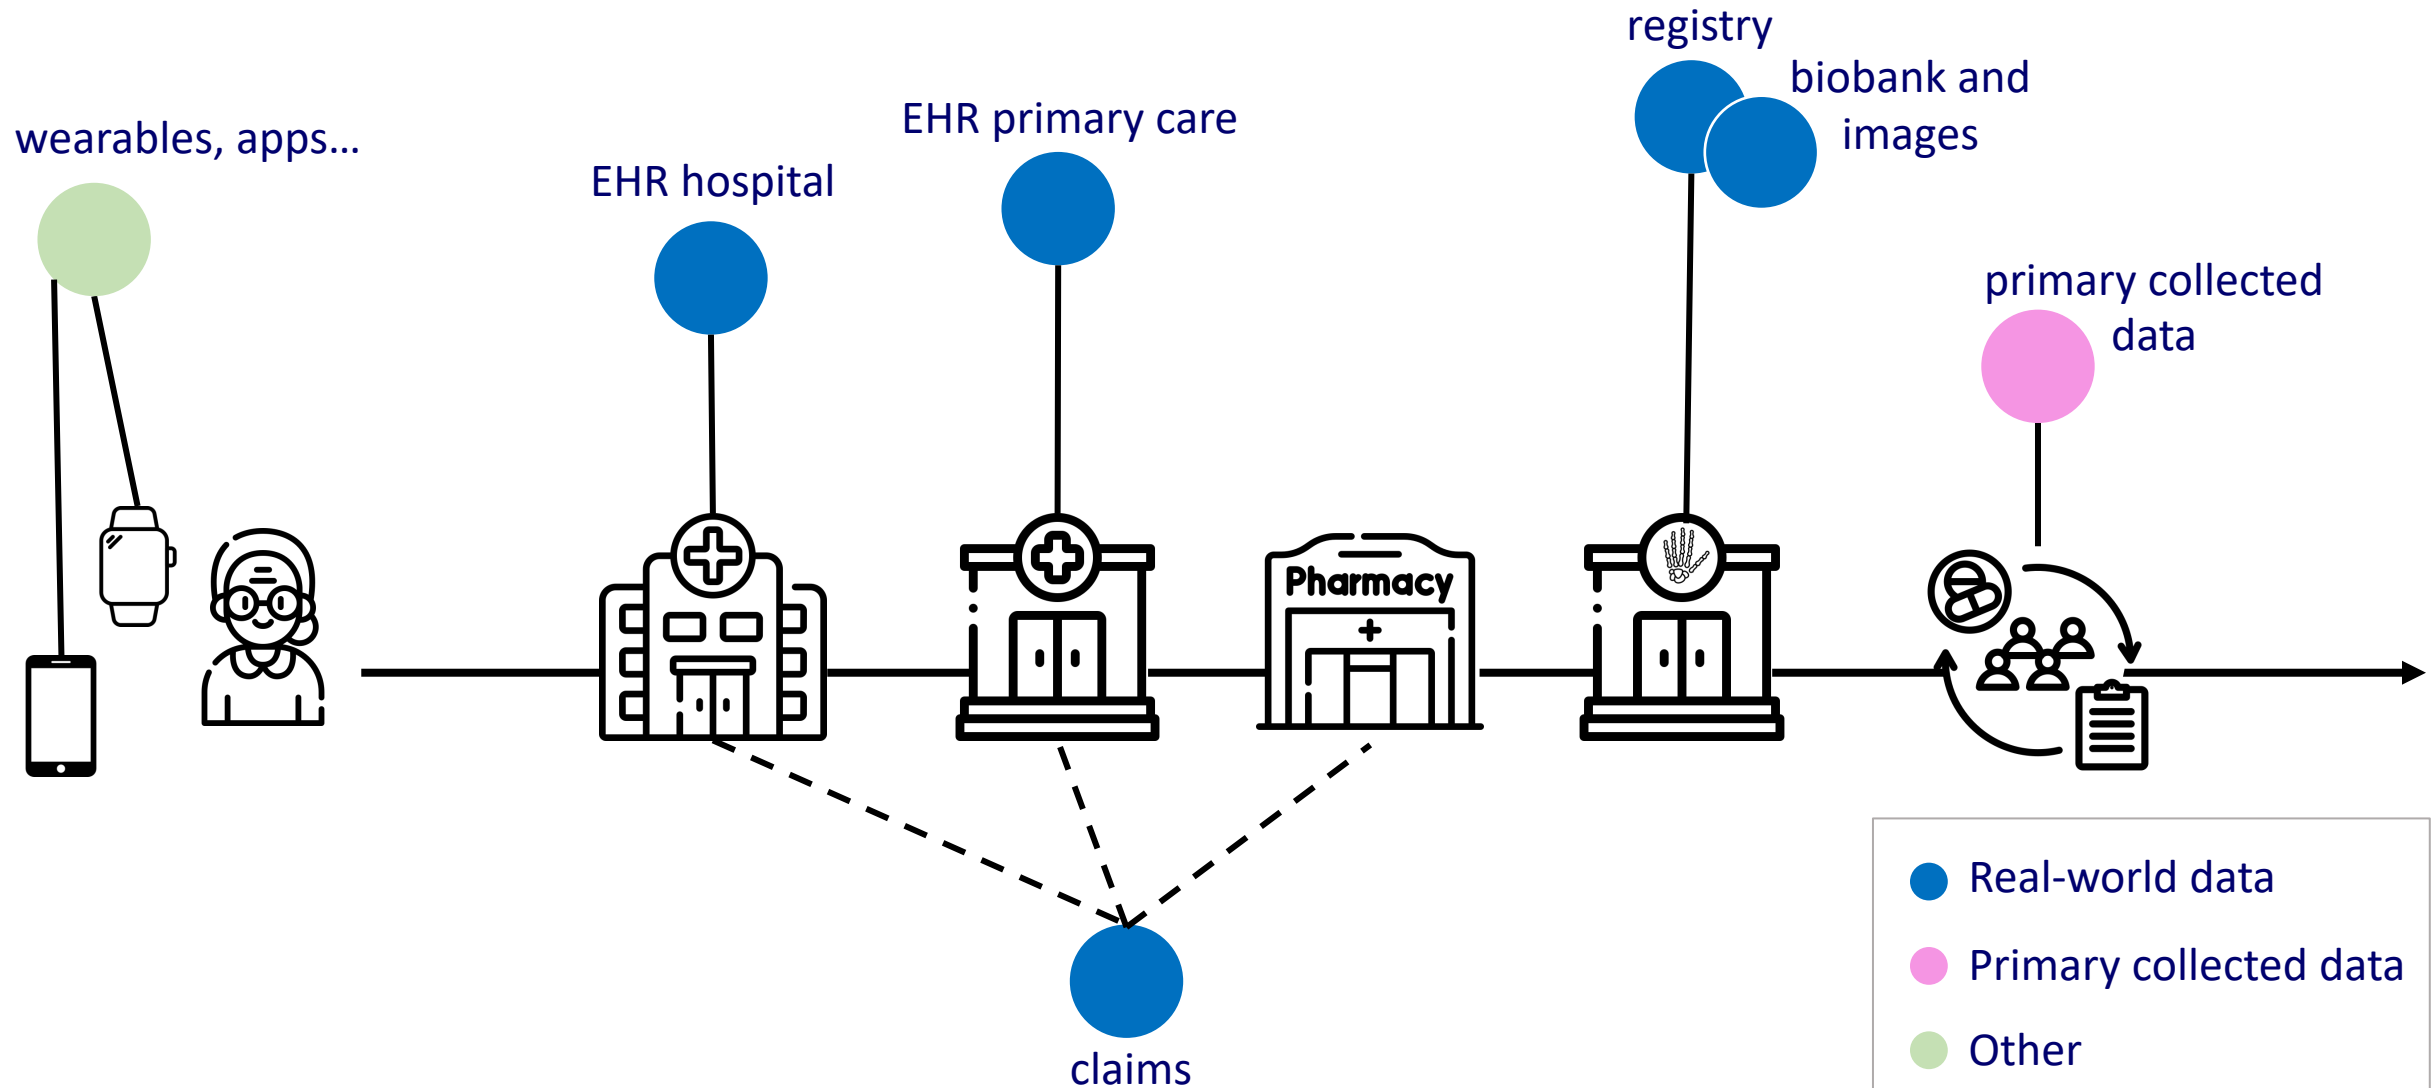 registry
biobank and
images
EHR primary care
wearables, apps...
EHR hospital
primary collected
data
Pharmacy
claims
Real-world data
Primary collected data
Other